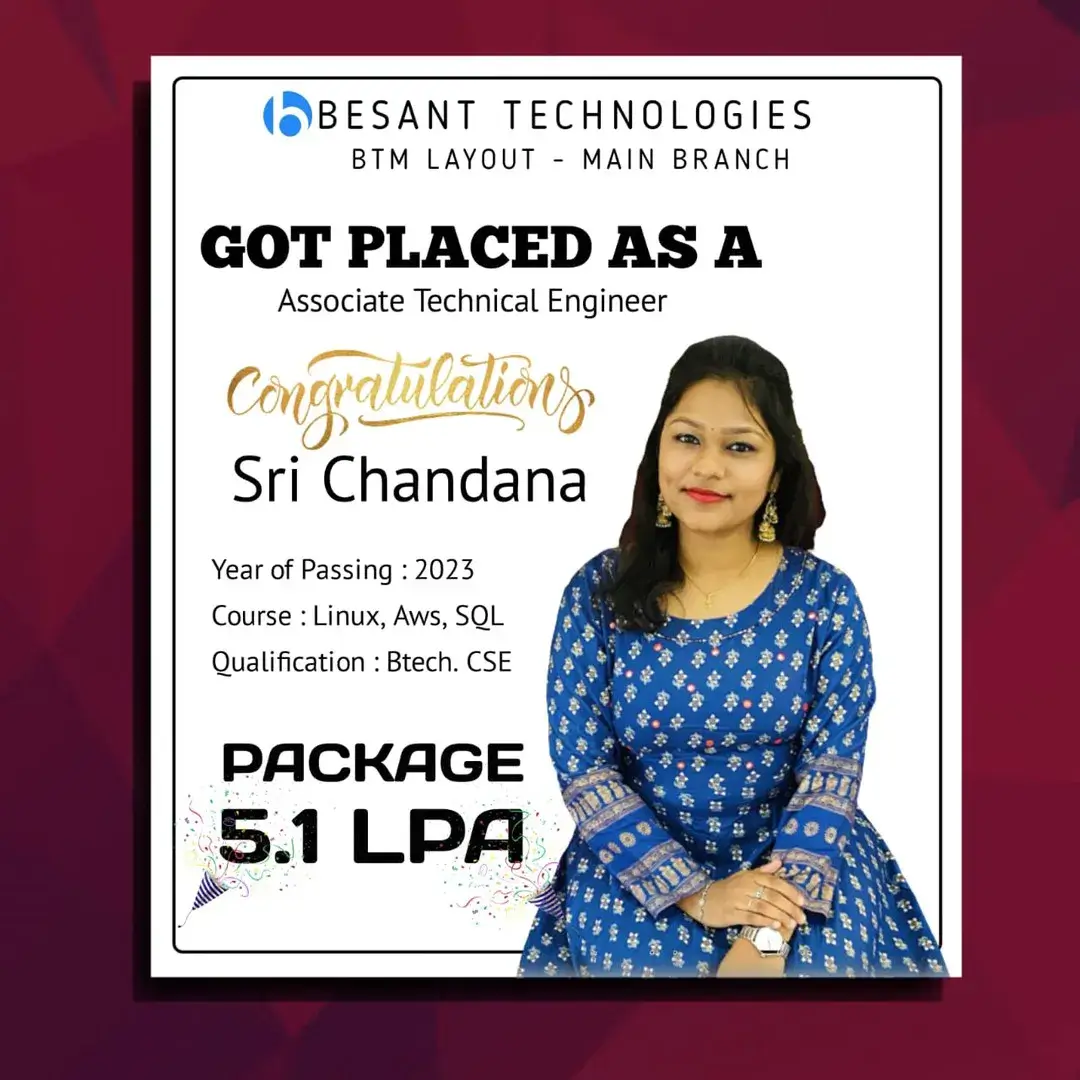 BESANT TECHNOLOGIES
BTM LAYOUT - MAIN BRANCH
GOT PLACED AS A
Associate Technical Engineer
Congratulations
Sri Chandana
Year of Passing : 2023
Course : Linux, Aws, SQL
Qualification : Btech. CSE
PACKAGE
5.1 LPA